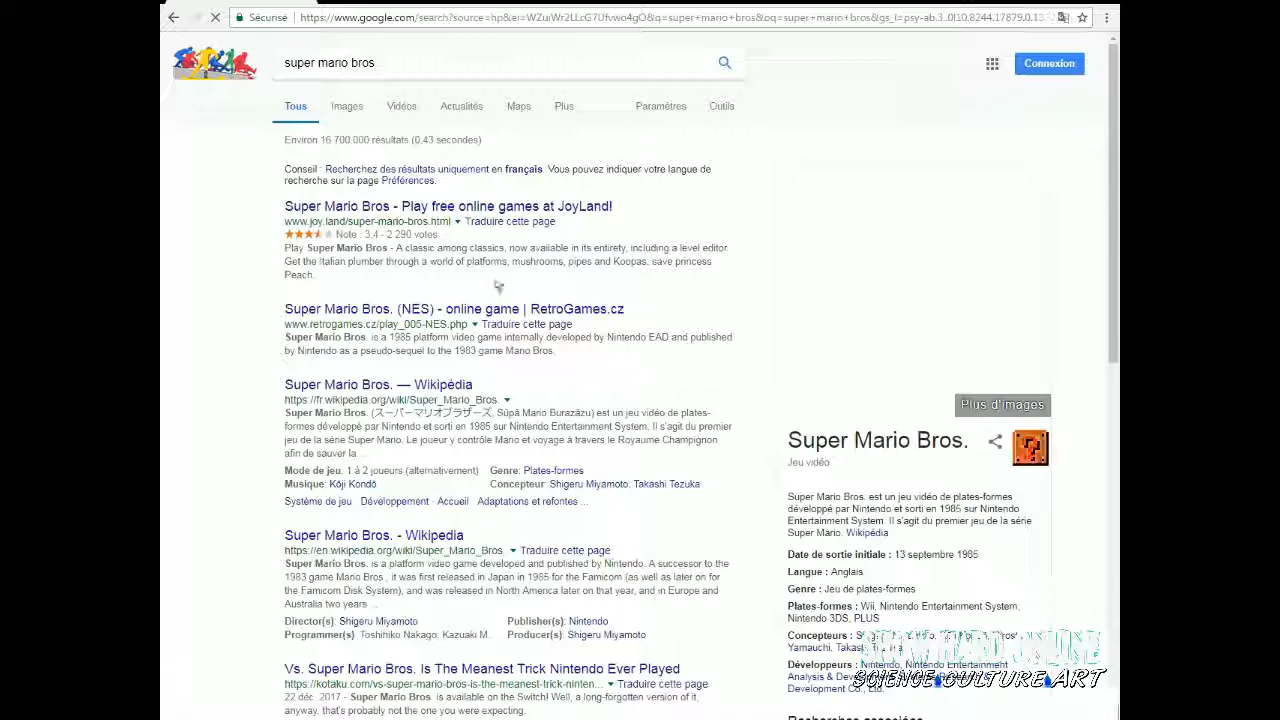 Sécurisé
super mario bros
Connexion
Tous Images Vidéos Actualités Maps Plus Paramètres Outils
Environ 16 700 000 résultats (0,43 secondes)
Conseil : Recherchez des résultats uniquement en français. Vous pouvez indiquer votre langue de
recherche sur la page Préférences.
Super Mario Bros - Play free online games at JoyLand!
www.joy.land/super-mario-bros.html Traduire cette page
Note : 3,4 - 2 290 votes
Play Super Mario Bros - A classic among classics, now available in its entirety, including a level editor.
Get the Italian plumber through a world of platforms, mushrooms, pipes and Koopas, save princess
Peach.
Super Mario Bros. (NES) - online game | RetroGames.cz
www.retrogames.cz/play_005-NES.php Traduire cette page
Super Mario Bros. is a 1985 platform video game internally developed by Nintendo EAD and published
by Nintendo as a pseudo-sequel to the 1983 game Mario Bros.
Super Mario Bros. — Wikipédia
https://fr.wikipedia.org/wiki/Super_Mario_Bros.
Super Mario Bros. (スーパーマリオブラザーズ, Sūpā Mario Burazāzu) est un jeu vidéo de plates-
formes développé par Nintendo et sorti en 1985 sur Nintendo Entertainment System. Il s'agit du premier
jeu de la série Super Mario. Le joueur y contrôle Mario et voyage à travers le Royaume Champignon
afin de sauver la ...
Mode de jeu: 1 à 2 joueurs (alternativement) Genre: Plates-formes
Musique: Kōji Kondō Concepteur: Shigeru Miyamoto; Takashi Tezuka
Système de jeu · Développement · Accueil · Adaptations et refontes ...
Super Mario Bros. - Wikipedia
https://en.wikipedia.org/wiki/Super_Mario_Bros. Traduire cette page
Super Mario Bros. is a platform video game developed and published by Nintendo. A successor to the
1983 game Mario Bros., it was first released in Japan in 1985 for the Famicom (as well as later on for
the Famicom Disk System), and was released in North America later on that year, and in Europe and
Australia two years ...
Director(s): Shigeru Miyamoto Publisher(s): Nintendo
Programmer(s): Toshihiko Nakago, Kazuaki M... Producer(s): Shigeru Miyamoto
Vs. Super Mario Bros. Is The Meanest Trick Nintendo Ever Played
https://kotaku.com/vs-super-mario-bros-is-the-meanest-trick-ninten... Traduire cette page
22 déc. 2017 - Super Mario Bros. is available on the Switch! Well, a long-forgotten version of it,
anyway, that's probably not the one you were expecting.
Plus d'images
Super Mario Bros.
Jeu vidéo
Super Mario Bros. est un jeu vidéo de plates-formes
développé par Nintendo et sorti en 1985 sur Nintendo
Entertainment System. Il s'agit du premier jeu de la série
Super Mario. Wikipédia
Date de sortie initiale : 13 septembre 1985
Langue : Anglais
Genre : Jeu de plates-formes
Plates-formes : Wii, Nintendo Entertainment System,
Nintendo 3DS, PLUS
Concepteurs :
Yamauchi,
Développeurs : Nintendo, Nintendo Entertainment
Analysis &
Development Co., Ltd.
SCIENCE CULTURE ART
Recherches associées